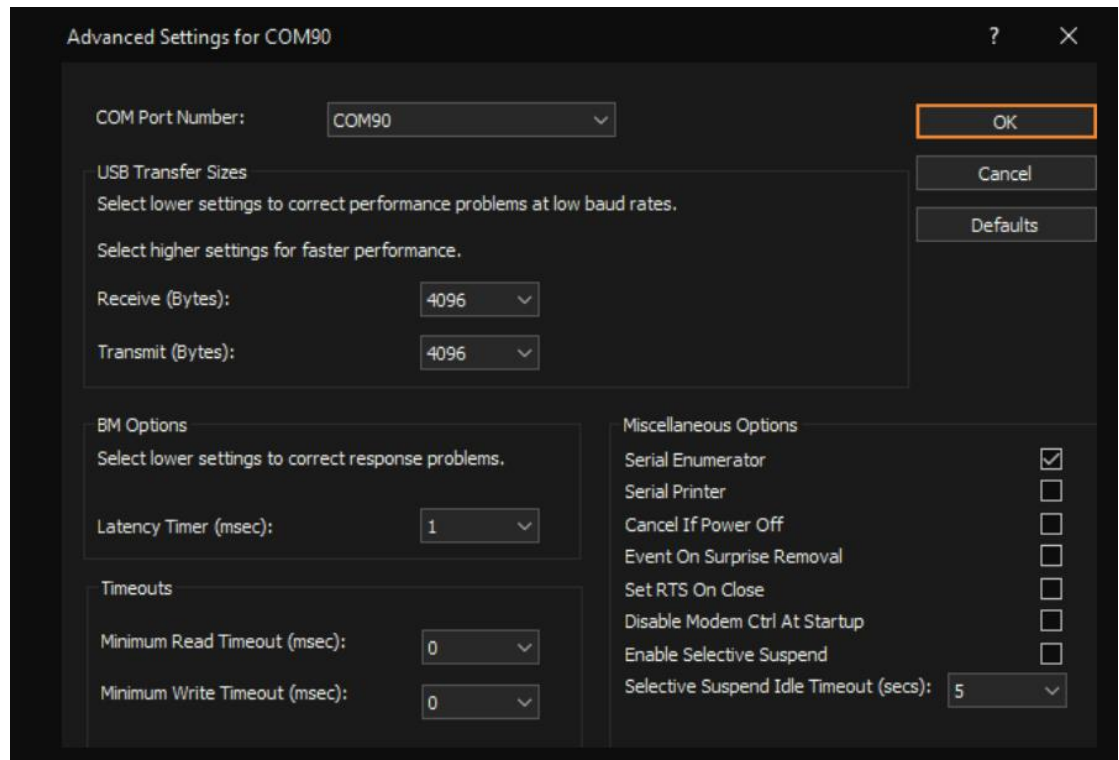 Advanced Settings for COM90
?
COM Port Number:
COM90
OK
Cancel
Defaults
USB Transfer Sizes
Select lower settings to correct performance problems at low baud rates.
Select higher settings for faster performance.
Receive (Bytes):
4096
Transmit (Bytes):
4096
BM Options
Select lower settings to correct response problems.
Latency Timer (msec):
1
Timeouts
Minimum Read Timeout (msec):
0
Minimum Write Timeout (msec):
0
Miscellaneous Options
Serial Enumerator
Serial Printer
Cancel If Power Off
Event On Surprise Removal
Set RTS On Close
Disable Modem Ctrl At Startup
Enable Selective Suspend
Selective Suspend Idle Timeout (secs):
5